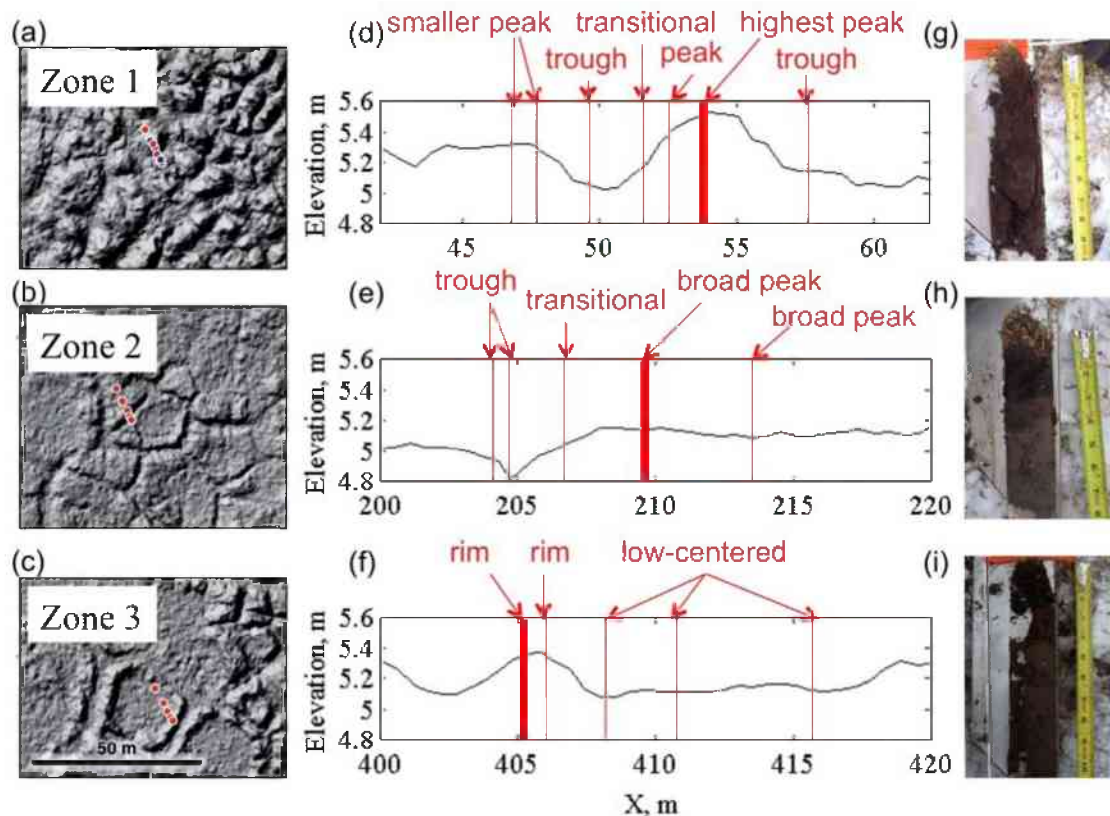 (a)
Zone 1
(d)
smaller peak
transitional
highest peak
trough
peak
trough
5.6
5.4
5.2
5
4.8
Elevation, m
45
50
55
60
(g)
(b)
Zone 2
(e)
trough
transitional
broad peak
broad peak
5.6
5.4
5.2
5
4.8
Elevation, m
200
205
210
215
220
(h)
(c)
Zone 3
50 m
(f)
rim
rim
low-centered
5.6
5.4
5.2
5
4.8
Elevation, m
400
405
410
415
420
X, m
(i)